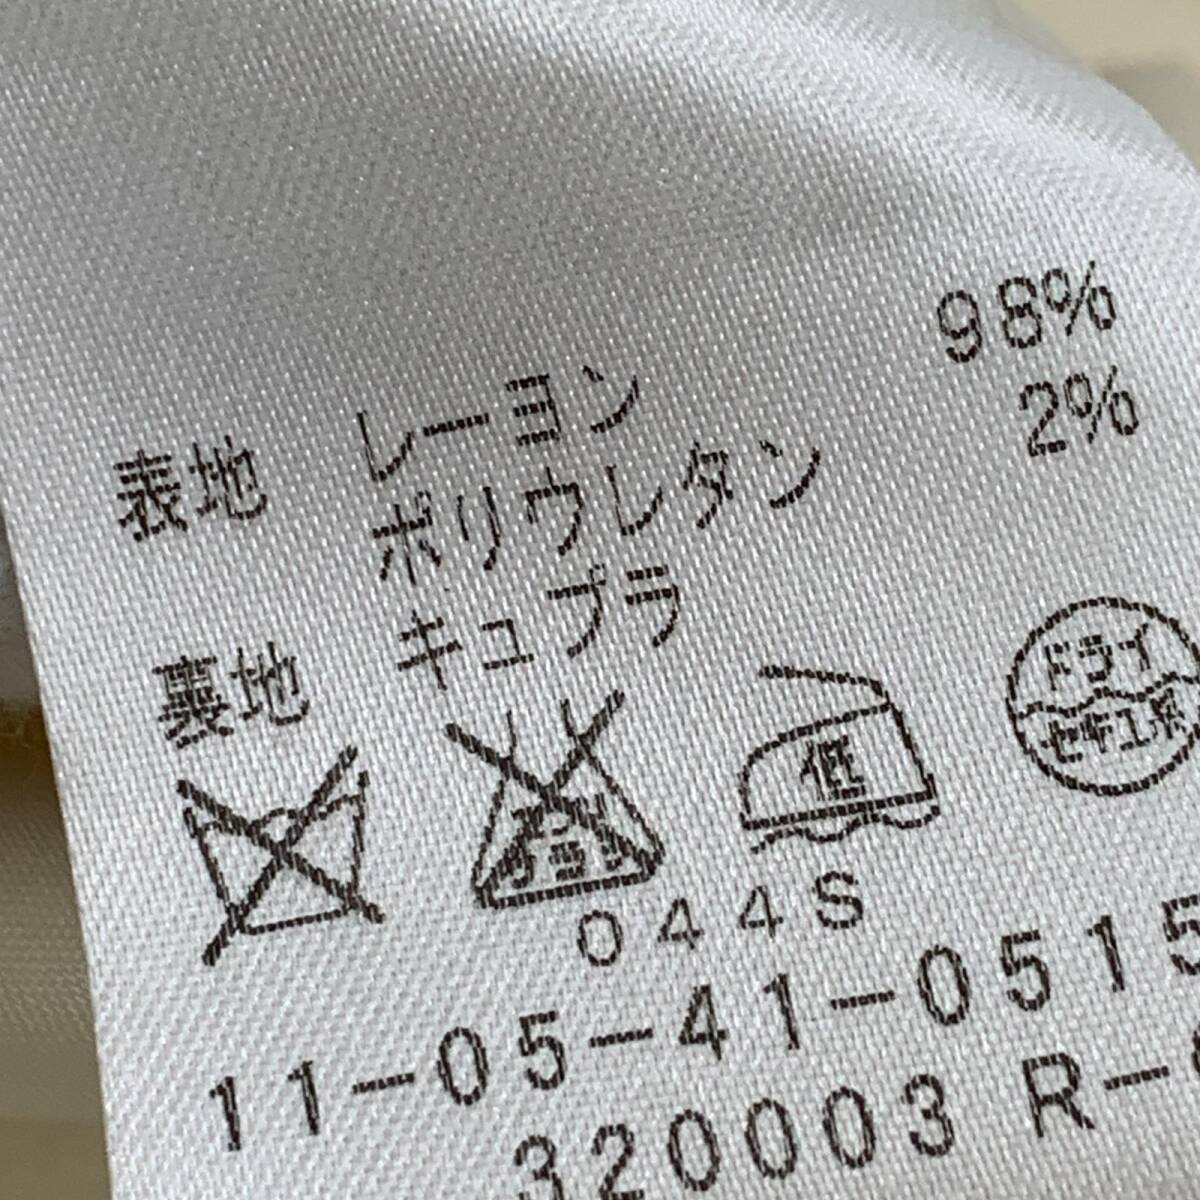 表地 レーヨン 98%
ポリウレタン 2%
裏地 キュプラ
低
ドライ
セキユ系
044S
11-05-41-0515
320003 R-